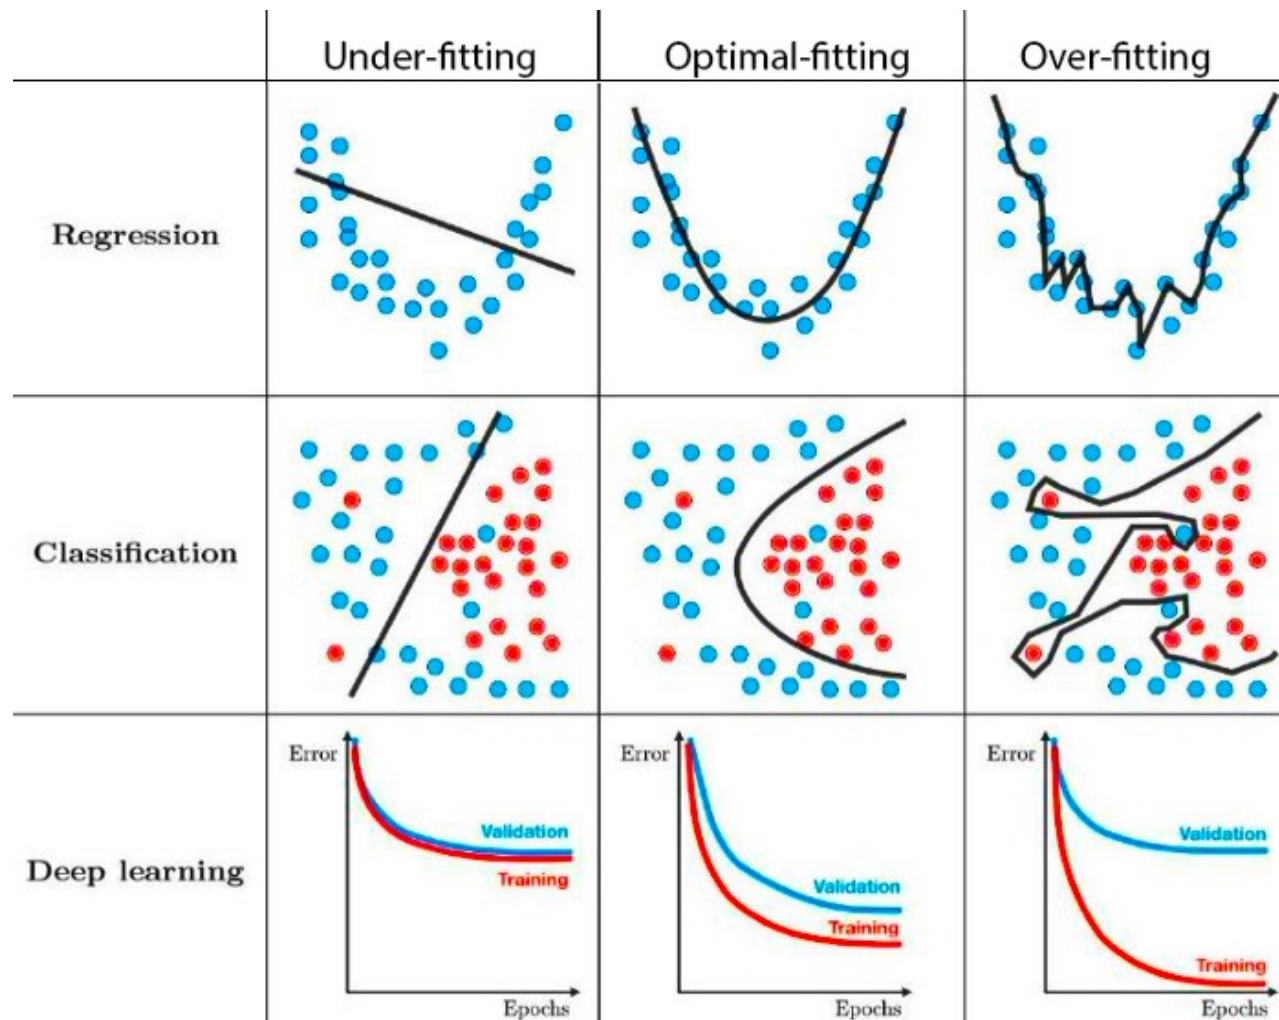 Under-fitting
Optimal-fitting
Over-fitting
Regression
Classification
Deep learning
Error
Validation
Training
Epochs
Error
Validation
Training
Epochs
Error
Validation
Training
Epochs